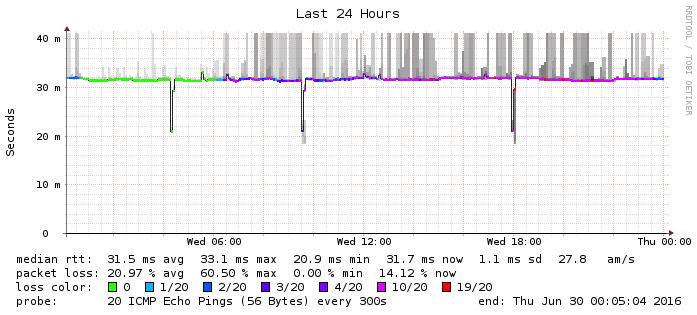 Last 24 Hours
RRDTOOL / TOBI OETIKER
Seconds
40 m
30 m
20 m
10 m
0
Wed 06:00 Wed 12:00 Wed 18:00 Thu 00:00
median rtt: 31.5 ms avg 33.1 ms max 20.9 ms min 31.7 ms now 1.1 ms sd 27.8 am/s
packet loss: 20.97 % avg 60.50 % max 0.00 % min 14.12 % now
loss color: 0 1/20 2/20 3/20 4/20 10/20 19/20
probe: 20 ICMP Echo Pings (56 Bytes) every 300s end: Thu Jun 30 00:05:04 2016